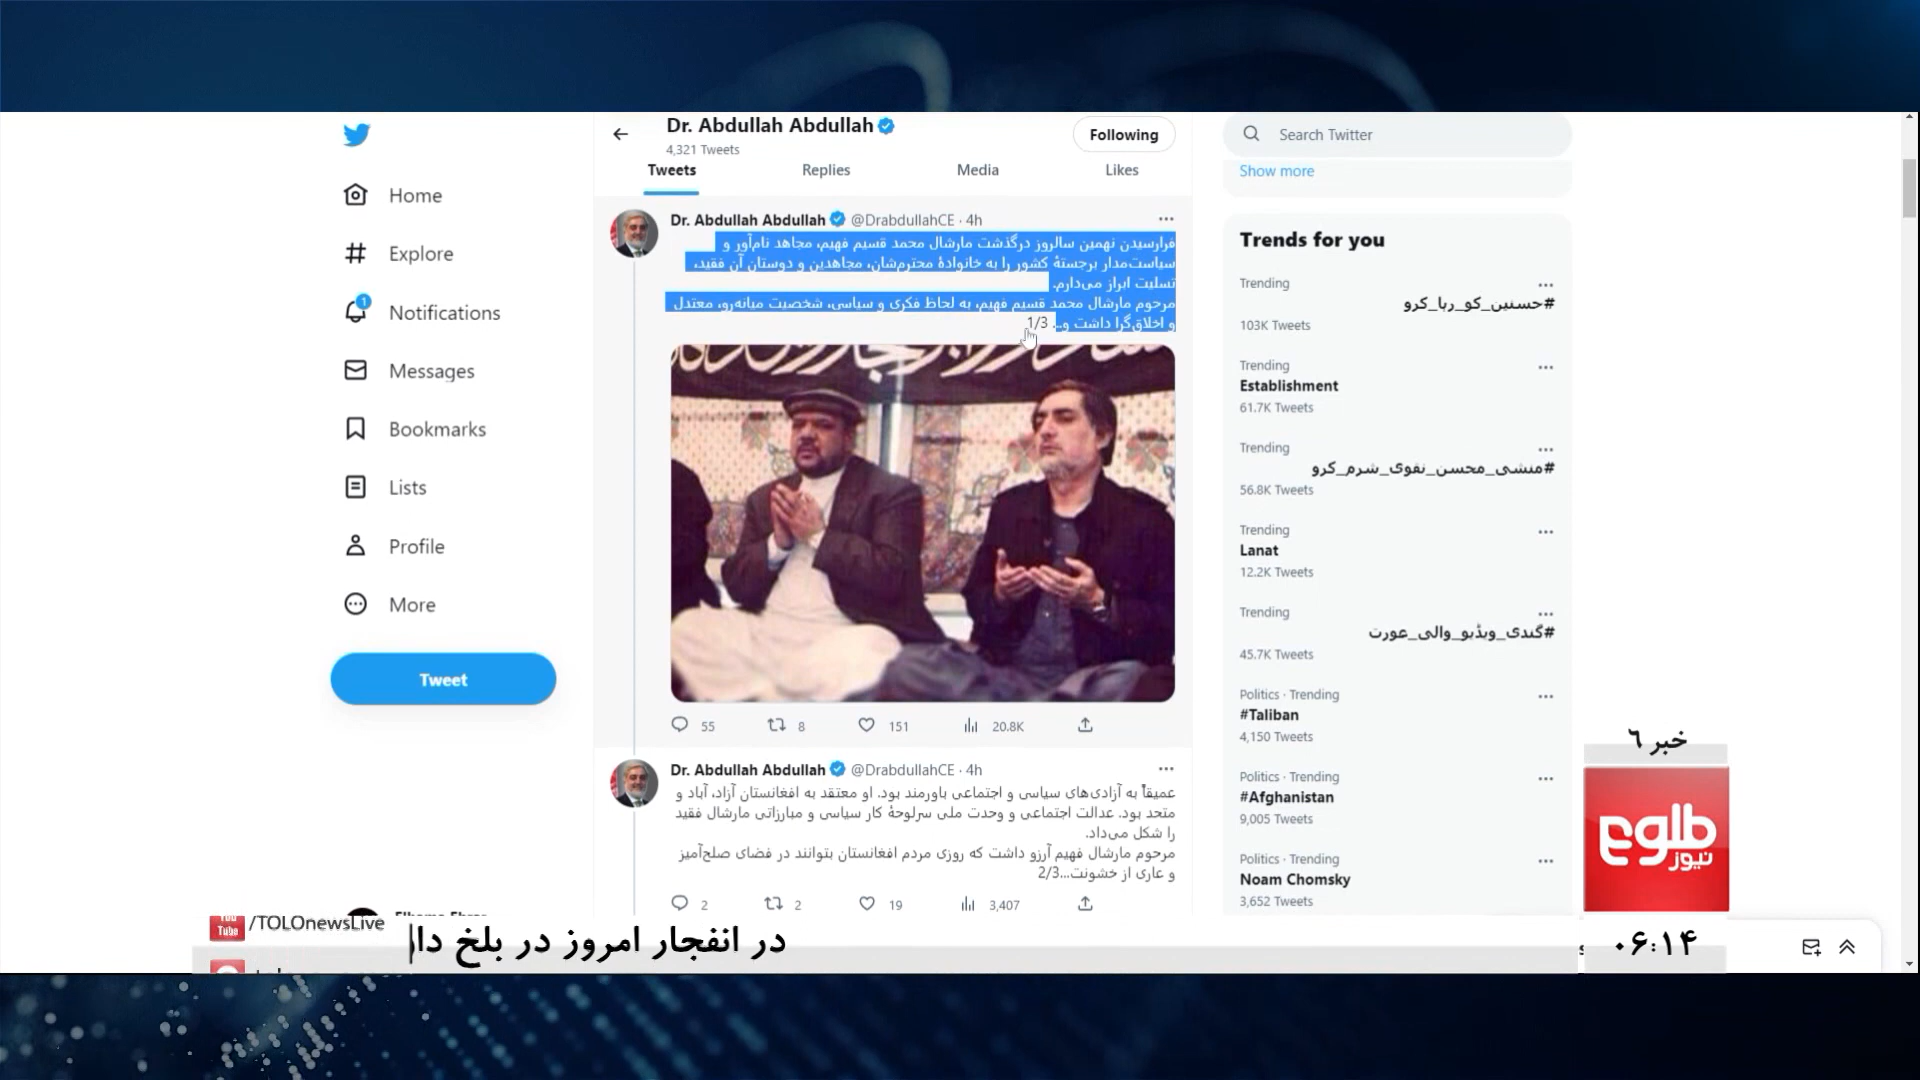 Dr. Abdullah Abdullah
4,321 Tweets
Following
Tweets
Replies
Media
Likes
Search Twitter
Show more
Home
Explore
1
Notifications
Messages
Bookmarks
Lists
Profile
More
Tweet
Dr. Abdullah Abdullah @DrabdullahCE · 4h
فرارسیدن نهمین سالروز درگذشت مارشال محمد قسیم فهیم، مجاهد نام‌آور و
سیاست‌مدار برجستهٔ کشور را به خانوادهٔ محترم‌شان، مجاهدین و دوستان آن فقید،
تسلیت ابراز می‌دارم.
مرحوم مارشال محمد قسیم فهیم، به لحاظ فکری و سیاسی، شخصیت میانه‌رو، معتدل
و اخلاق‌گرا داشت و... 1/3
55
8
151
20.8K
Dr. Abdullah Abdullah @DrabdullahCE · 4h
عمیقاً به آزادی‌های سیاسی و اجتماعی باورمند بود. او معتقد به افغانستان آزاد، آباد و
متحد بود. عدالت اجتماعی و وحدت ملی سرلوحهٔ کار سیاسی و مبارزاتی مارشال فقید
را شکل می‌داد.
مرحوم مارشال فهیم آرزو داشت که روزی مردم افغانستان بتوانند در فضای صلح‌آمیز
و عاری از خشونت...2/3
2
2
19
3,407
Trends for you
Trending
#حسنین_کو_رہا_کرو
103K Tweets
Trending
Establishment
61.7K Tweets
Trending
#منشی_محسن_نقوی_شرم_کرو
56.8K Tweets
Trending
Lanat
12.2K Tweets
Trending
#گندی_ویڈیو_والی_عورت
45.7K Tweets
Politics · Trending
#Taliban
4,150 Tweets
Politics · Trending
#Afghanistan
9,005 Tweets
Politics · Trending
Noam Chomsky
3,652 Tweets
خبر ٦
طلوع
نیوز
۰۶:۱۴
You
Tube
/TOLOnewsLive
در انفجار امروز در بلخ دا